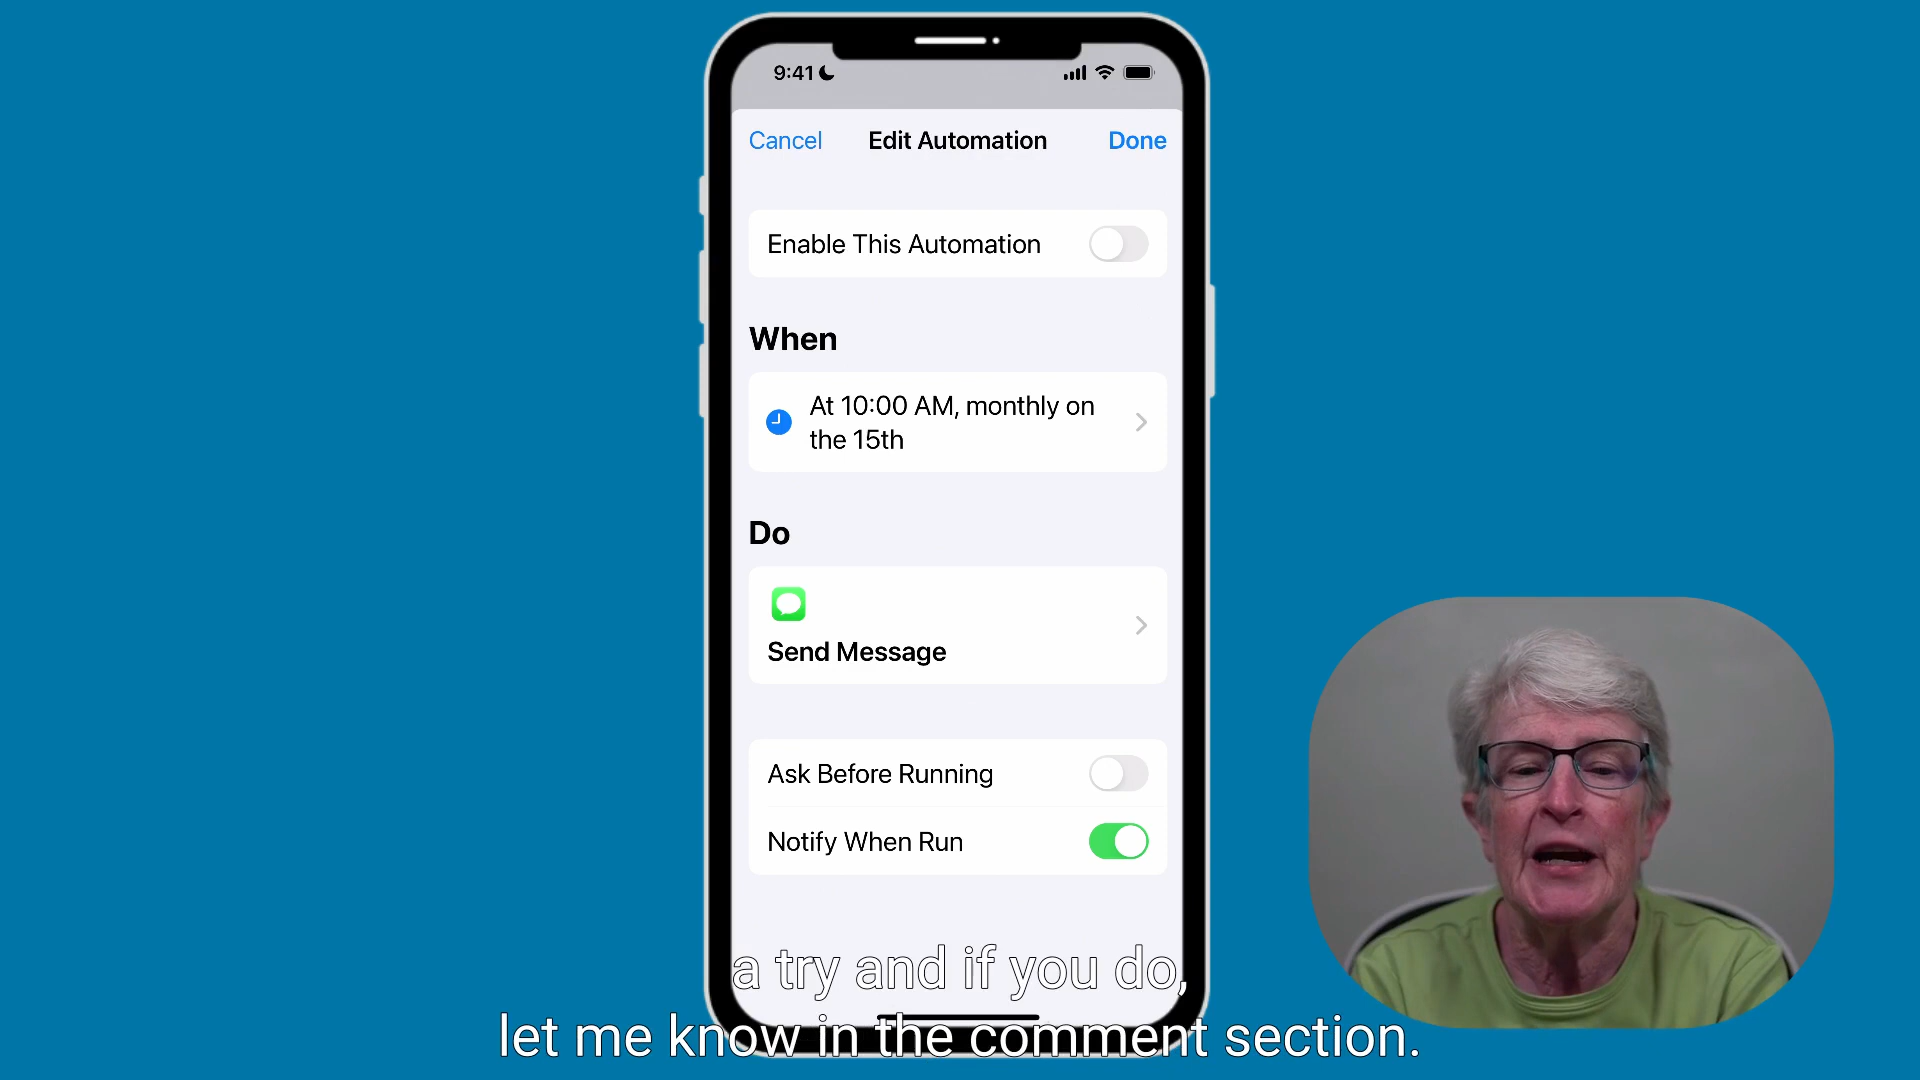 9:41
Cancel
Edit Automation
Done
Enable This Automation
When
At 10:00 AM, monthly on
the 15th
Do
Send Message
Ask Before Running
Notify When Run
a try and if you do,
let me know in the comment section.